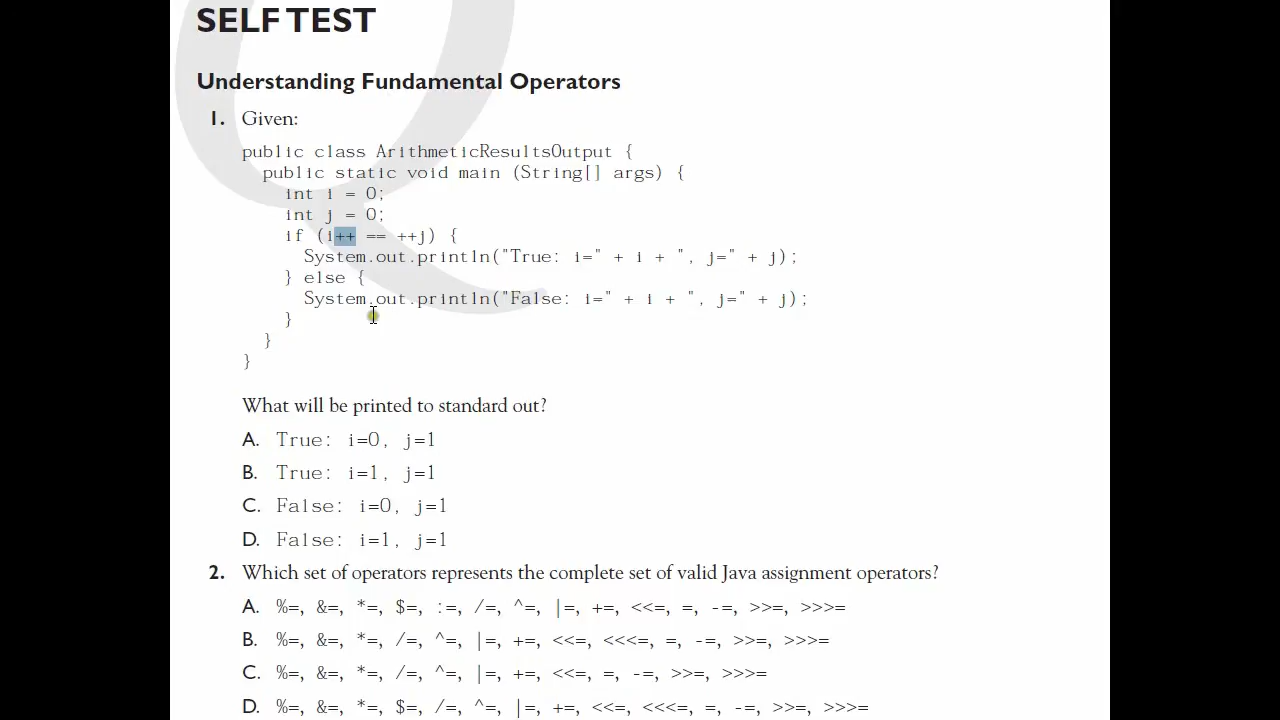 SELF TEST
Understanding Fundamental Operators
1. Given:
public class ArithmeticResultsOutput {
public static void main (String[] args) {
int i = 0;
int j = 0;
if (i++ == ++j) {
System.out.println("True: i=" + i + ", j=" + j);
} else {
System.out.println("False: i=" + i + ", j=" + j);
}
}
}
What will be printed to standard out?
A. True: i=0, j=1
B. True: i=1, j=1
C. False: i=0, j=1
D. False: i=1, j=1
2. Which set of operators represents the complete set of valid Java assignment operators?
A. %=, &=, *=, $=, :=, /=, ^=, |=, +=, <<=, =, -=, >>=, >>>=
B. %=, &=, *=, /=, ^=, |=, +=, <<=, <<<=, =, -=, >>=, >>>=
C. %=, &=, *=, /=, ^=, |=, +=, <<=, =, -=, >>=, >>>=
D. %=, &=, *=, $=, /=, ^=, |=, +=, <<=, <<<=, =, -=, >>=, >>>=